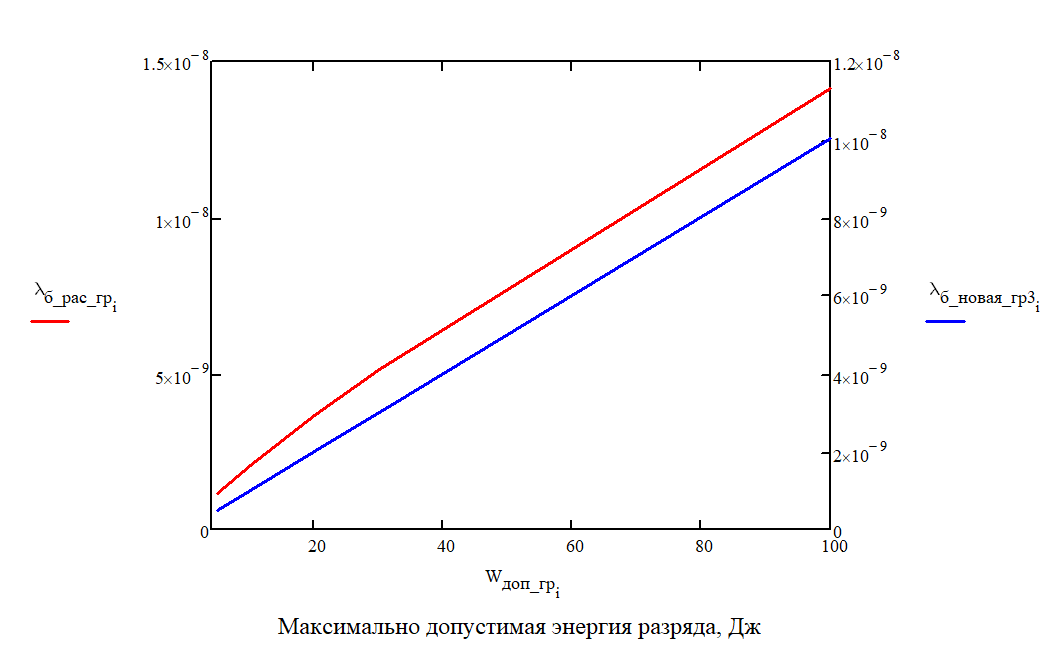 1.5×10⁻⁸
1×10⁻⁸
5×10⁻⁹
0
λб_рас_грi
1.2×10⁻⁸
1×10⁻⁸
8×10⁻⁹
6×10⁻⁹
4×10⁻⁹
2×10⁻⁹
0
λб_новая_гр3i
20 40 60 80 100
Wдоп_грi
Максимально допустимая энергия разряда, Дж